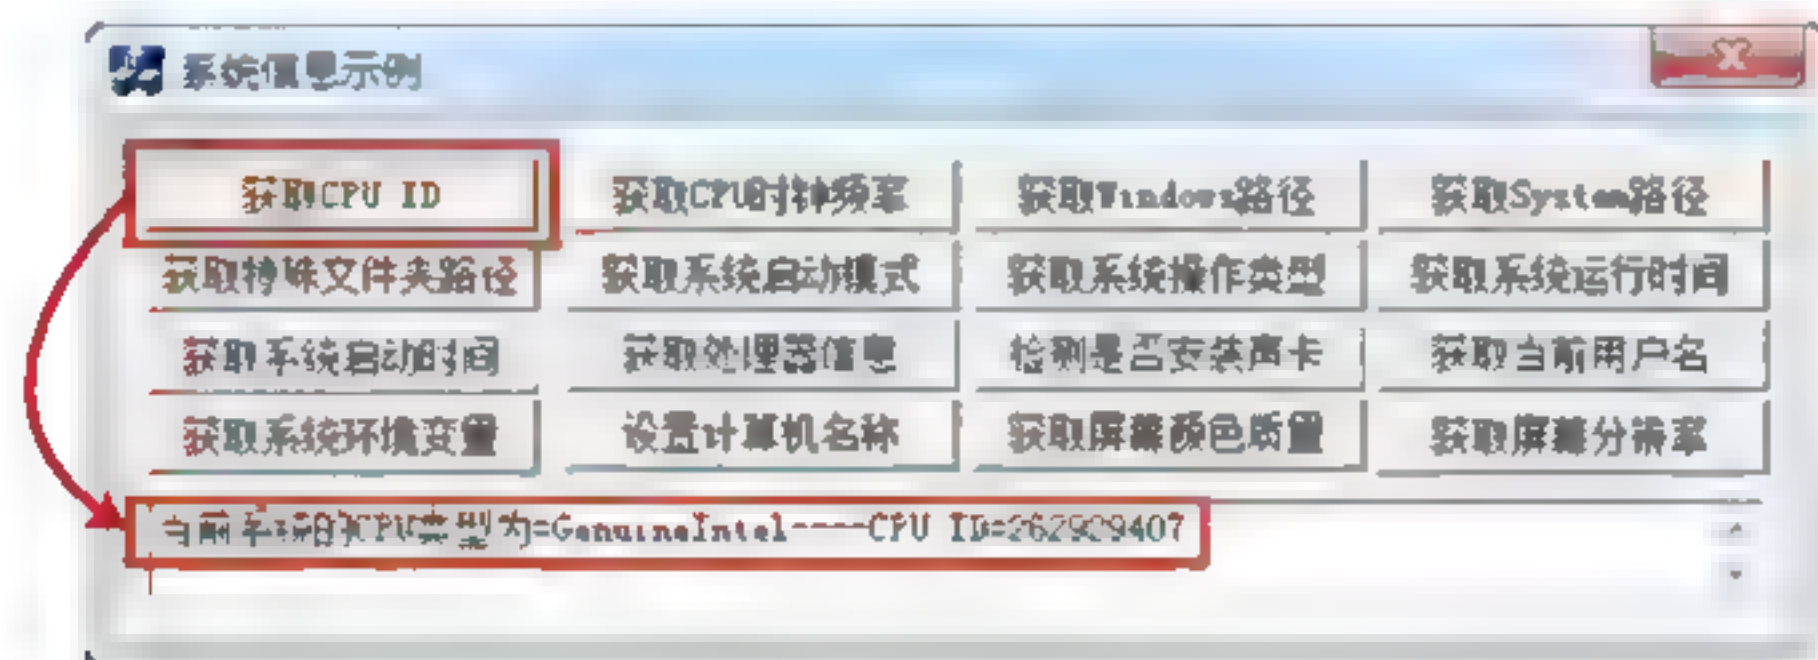 系统信息示例
获取CPU ID 获取CPU时钟频率 获取Windows路径 获取System路径
获取特殊文件夹路径 获取系统启动模式 获取系统操作类型 获取系统运行时间
获取系统启动时间 获取处理器信息 检测是否安装声卡 获取当前用户名
获取系统环境变量 设置计算机名称 获取屏幕颜色质量 获取屏幕分辨率
当前系统的CPU类型为=GenuineIntel----CPU ID=262929407